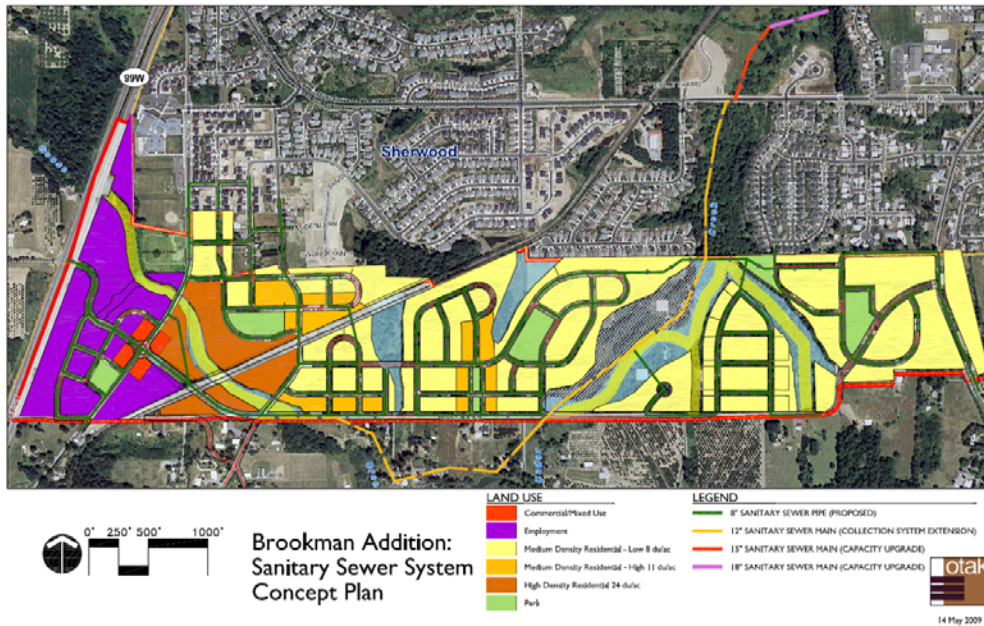 99W
Goose
Sherwood
Creek
Cedar
LAND USE
Commercial/Mixed Use
Employment
Medium Density Residential - Low 8 du/ac
Medium Density Residential - High 11 du/ac
High Density Residential 24 du/ac
Park
LEGEND
8" SANITARY SEWER PIPE (PROPOSED)
12" SANITARY SEWER MAIN (COLLECTION SYSTEM EXTENSION)
15" SANITARY SEWER MAIN (CAPACITY UPGRADE)
18" SANITARY SEWER MAIN (CAPACITY UPGRADE)
0' 250' 500' 1000'
Brookman Addition:
Sanitary Sewer System
Concept Plan
otak
14 May 2009